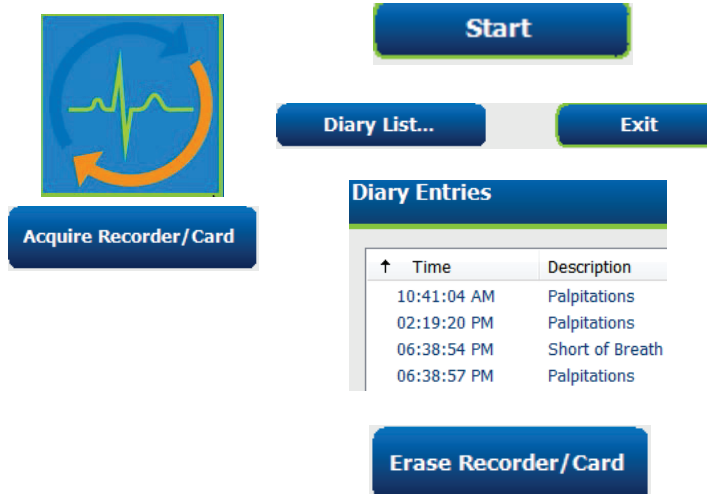 Start
Diary List...
Exit
Acquire Recorder/Card
Diary Entries
↑ Time Description
10:41:04 AM Palpitations
02:19:20 PM Palpitations
06:38:54 PM Short of Breath
06:38:57 PM Palpitations
Erase Recorder/Card